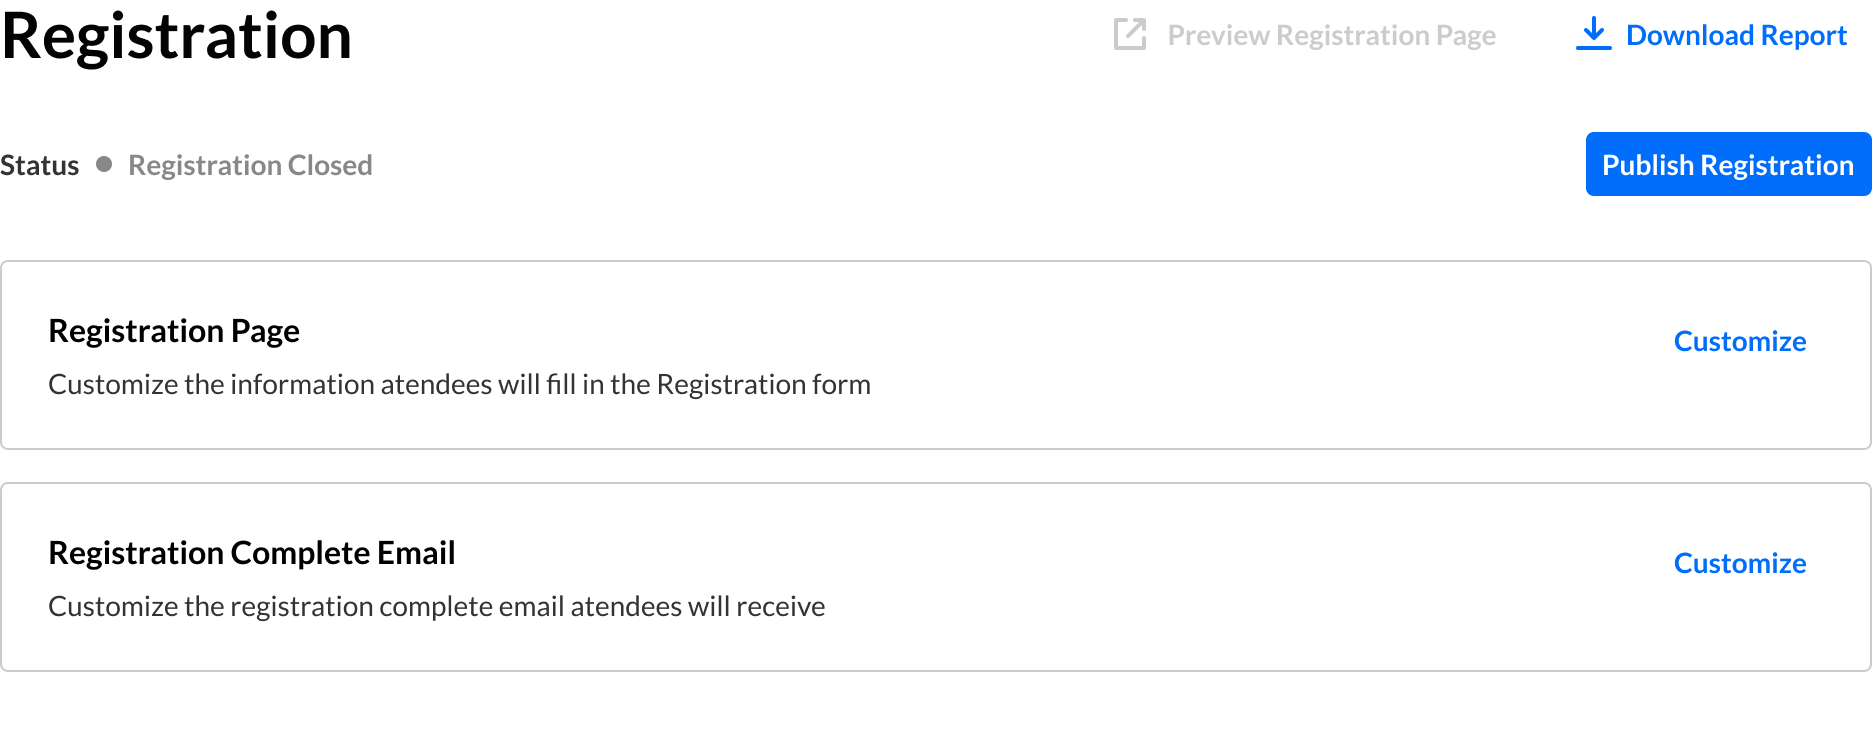 Registration
Preview Registration Page
Download Report
Status
Registration Closed
Publish Registration
Registration Page
Customize the information atendees will fill in the Registration form
Customize
Registration Complete Email
Customize the registration complete email atendees will receive
Customize